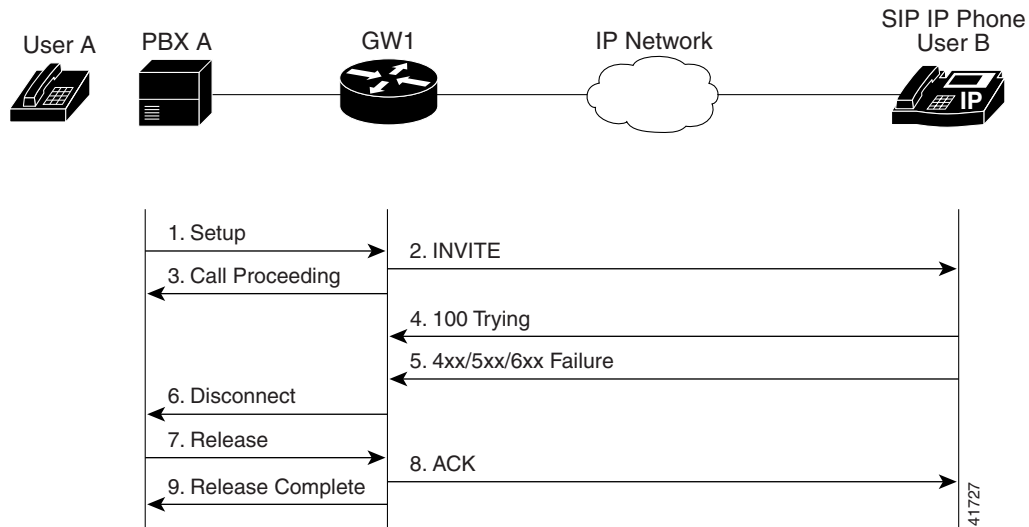 User A
PBX A
GW1
IP Network
SIP IP Phone
User B
IP
1. Setup
2. INVITE
3. Call Proceeding
4. 100 Trying
5. 4xx/5xx/6xx Failure
6. Disconnect
7. Release
8. ACK
9. Release Complete
41727